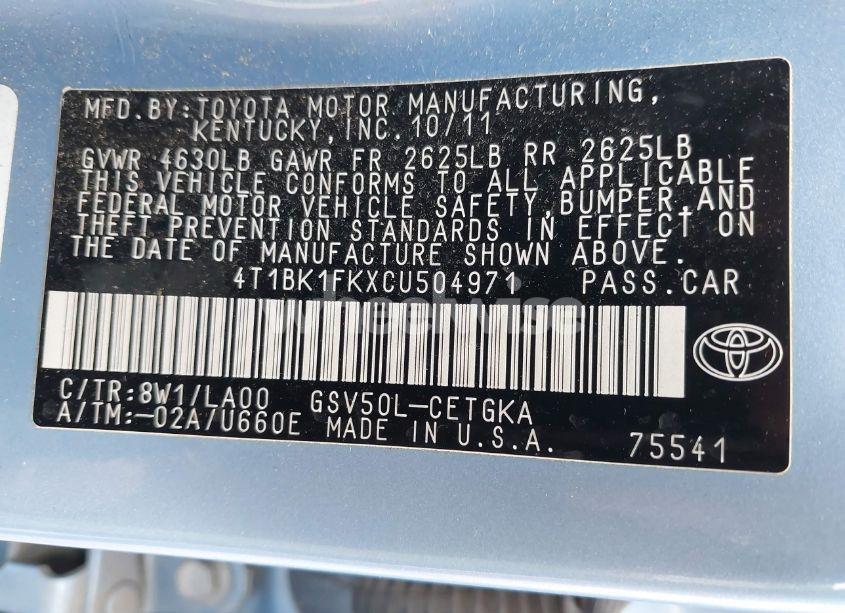 MFD.BY:TOYOTA MOTOR MANUFACTURING,
KENTUCKY,INC.10/11
GVWR 4630LB GAWR FR 2625LB RR 2625LB
THIS VEHICLE CONFORMS TO ALL APPLICABLE
FEDERAL MOTOR VEHICLE SAFETY,BUMPER,AND
THEFT PREVENTION STANDARDS IN EFFECT ON
THE DATE OF MANUFACTURE SHOWN ABOVE.
4T1BK1FKXCU504971 PASS.CAR
wheelwise
C/TR:8W1/LA00 GSV50L-CETGKA
A/TM:-02A/U660E MADE IN U.S.A. 75541